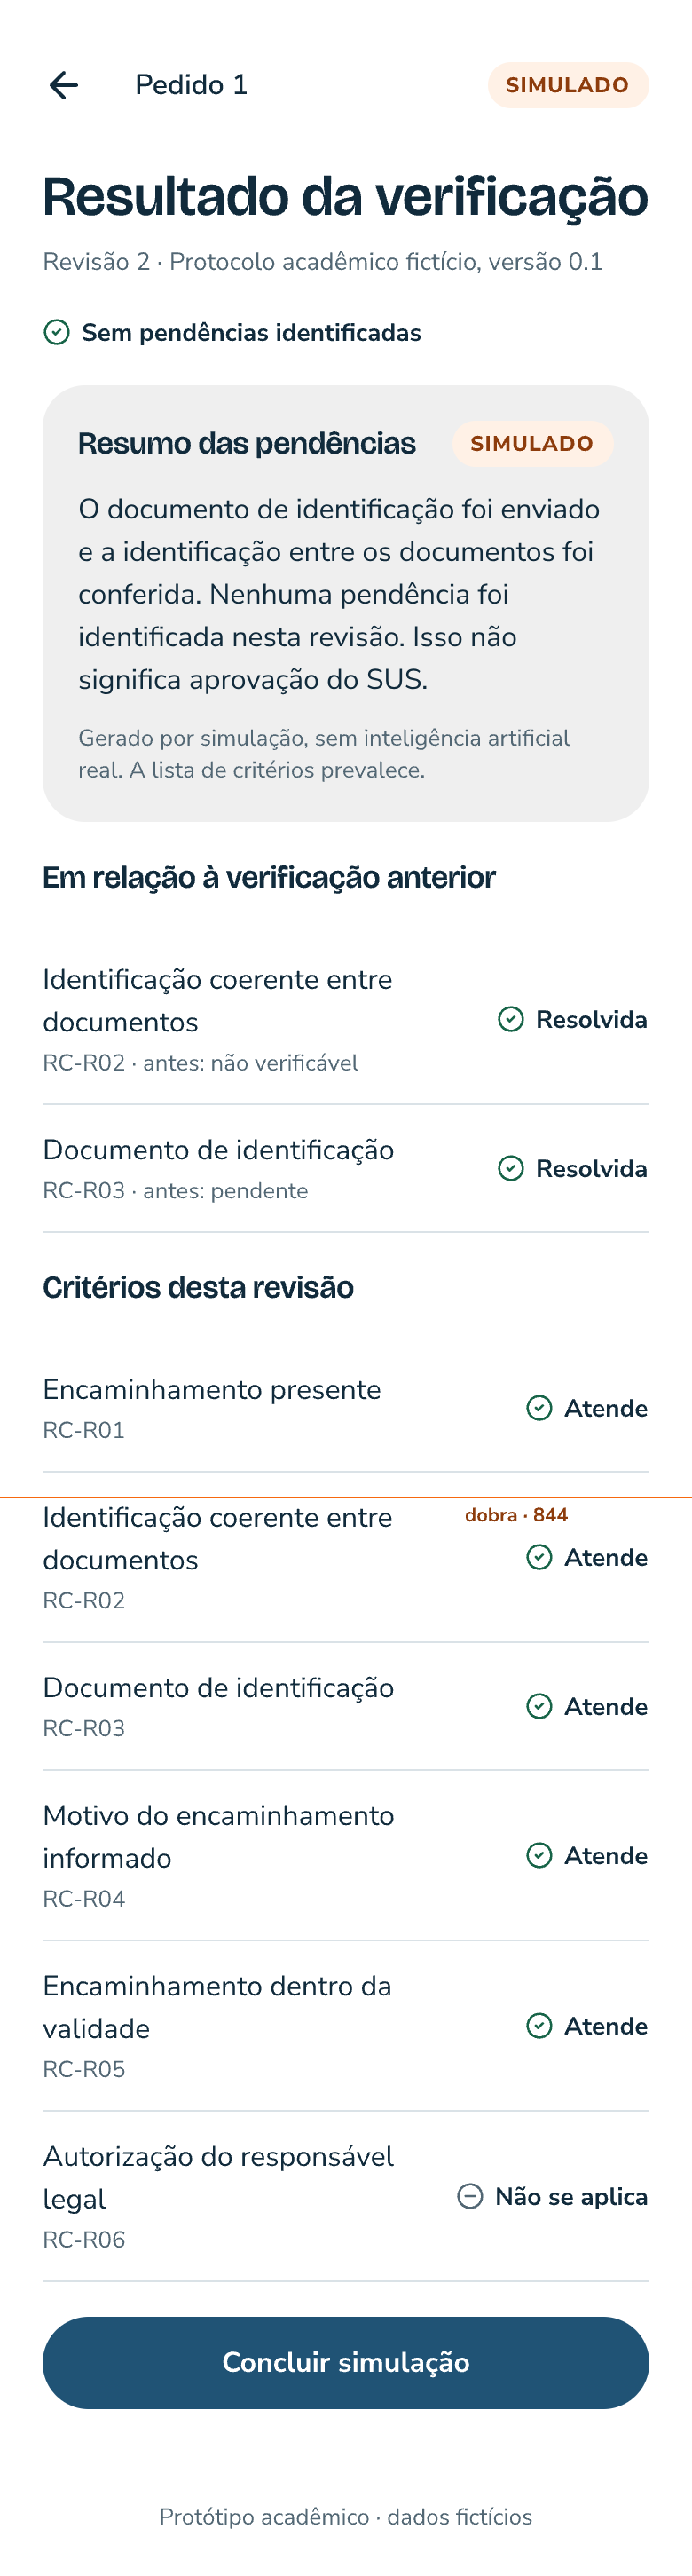 Pedido 1
SIMULADO
Resultado da verificação
Revisão 2 · Protocolo acadêmico fictício, versão 0.1
Sem pendências identificadas
Resumo das pendências
SIMULADO
O documento de identificação foi enviado
e a identificação entre os documentos foi
conferida. Nenhuma pendência foi
identificada nesta revisão. Isso não
significa aprovação do SUS.
Gerado por simulação, sem inteligência artificial
real. A lista de critérios prevalece.
Em relação à verificação anterior
Identificação coerente entre
documentos
RC-R02 · antes: não verificável
Resolvida
Documento de identificação
RC-R03 · antes: pendente
Resolvida
Critérios desta revisão
Encaminhamento presente
RC-R01
Atende
dobra · 844
Identificação coerente entre
documentos
RC-R02
Atende
Documento de identificação
RC-R03
Atende
Motivo do encaminhamento
informado
RC-R04
Atende
Encaminhamento dentro da
validade
RC-R05
Atende
Autorização do responsável
legal
RC-R06
Não se aplica
Concluir simulação
Protótipo acadêmico · dados fictícios